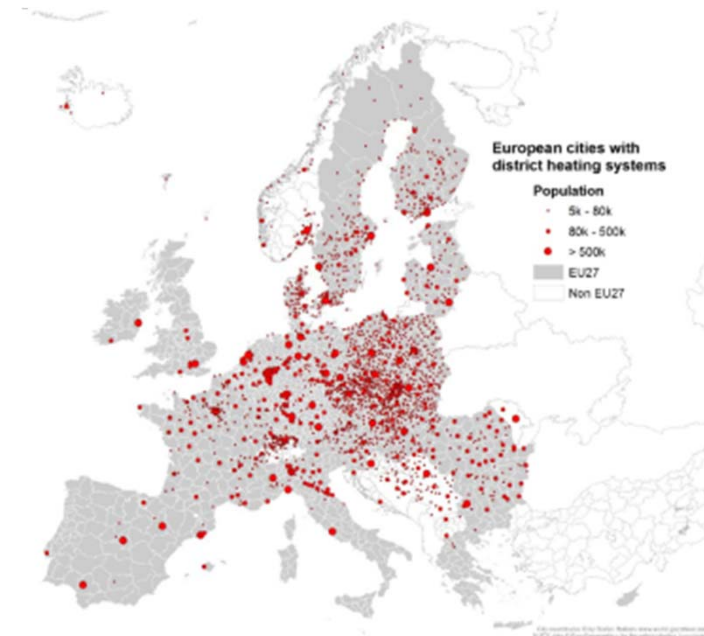 European cities with
district heating systems
Population
5k - 80k
80k - 500k
> 500k
EU27
Non EU27